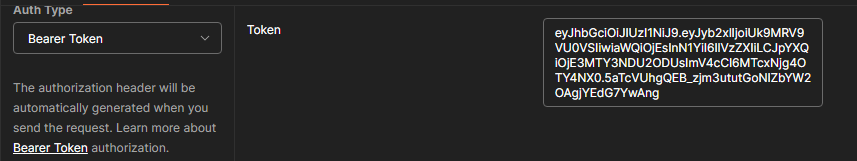 Auth Type
Bearer Token
The authorization header will be
automatically generated when you
send the request. Learn more about
Bearer Token authorization.
Token
eyJhbGciOiJIUzI1NiJ9.eyJyb2xlIjoiUk9MRV9
VU0VSIiwiaWQiOjEsInN1YiI6IlVzZXIiLCJpYXQ
iOjE3MTY3NDU2ODUsImV4cCI6MTcxNjg4O
TY4NX0.5aTcVUhgQEB_zjm3ututGoNIZbYW2
OAgjYEdG7YwAng